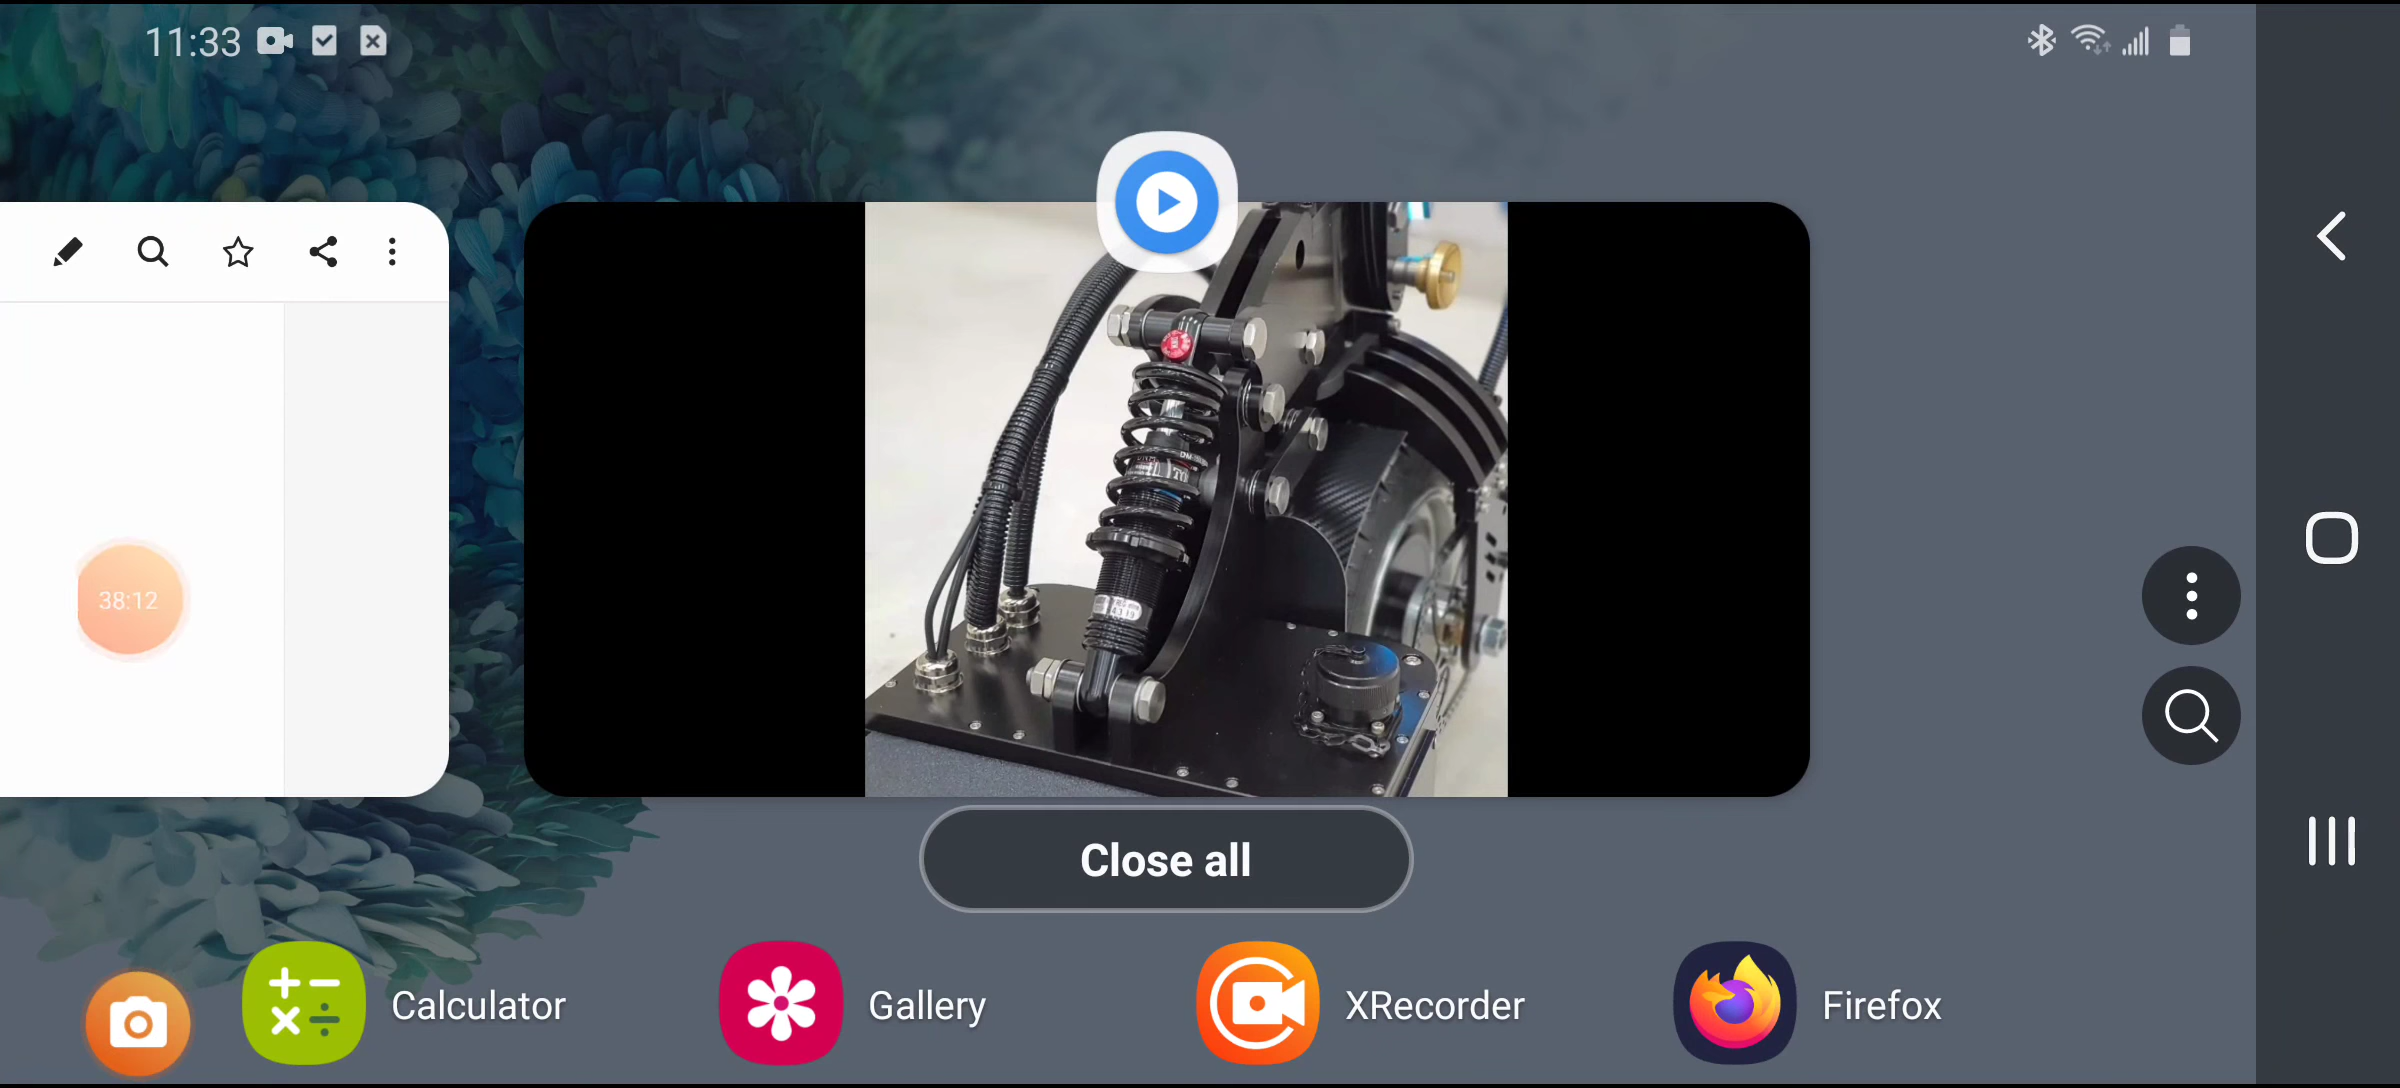 11:33
38:12
Close all
Calculator
Gallery
XRecorder
Firefox